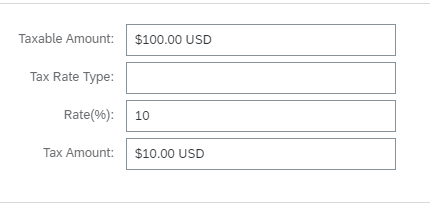 Taxable Amount: $100.00 USD
Tax Rate Type:
Rate(%): 10
Tax Amount: $10.00 USD